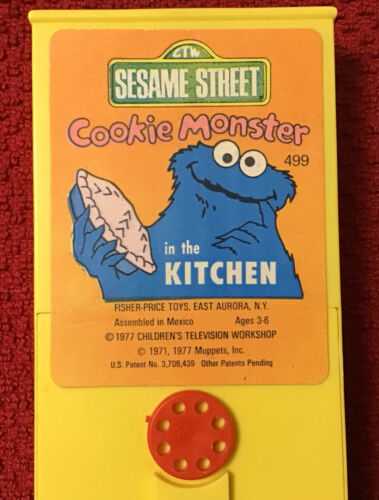 CTW
SESAME STREET
Cookie Monster
499
in the
KITCHEN
FISHER-PRICE TOYS, EAST AURORA, N.Y.
Assembled in Mexico Ages 3-6
© 1977 CHILDREN'S TELEVISION WORKSHOP
© 1971, 1977 Muppets, Inc.
U.S. Patent No. 3,706,439 Other Patents Pending